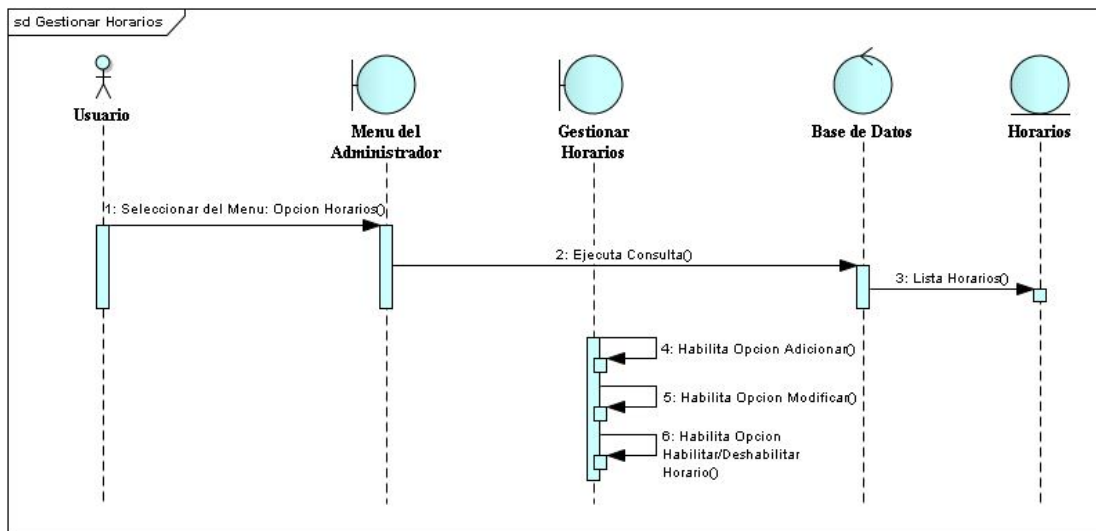 sd Gestionar Horarios
Usuario
Menu del
Administrador
Gestionar
Horarios
Base de Datos
Horarios
1: Seleccionar del Menu: Opcion Horarios()
2: Ejecuta Consulta()
3: Lista Horarios()
4: Habilita Opcion Adicionar()
5: Habilita Opcion Modificar()
6: Habilita Opcion
Habilitar/Deshabilitar
Horario()